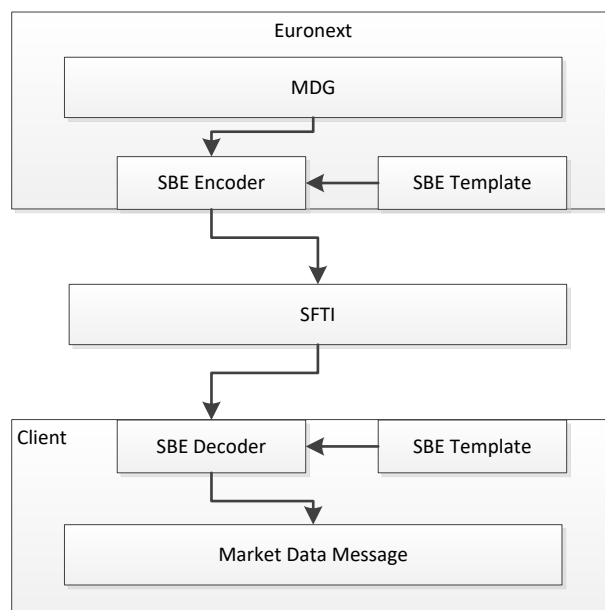 Euronext
MDG
SBE Encoder
SBE Template
SFTI
Client
SBE Decoder
SBE Template
Market Data Message